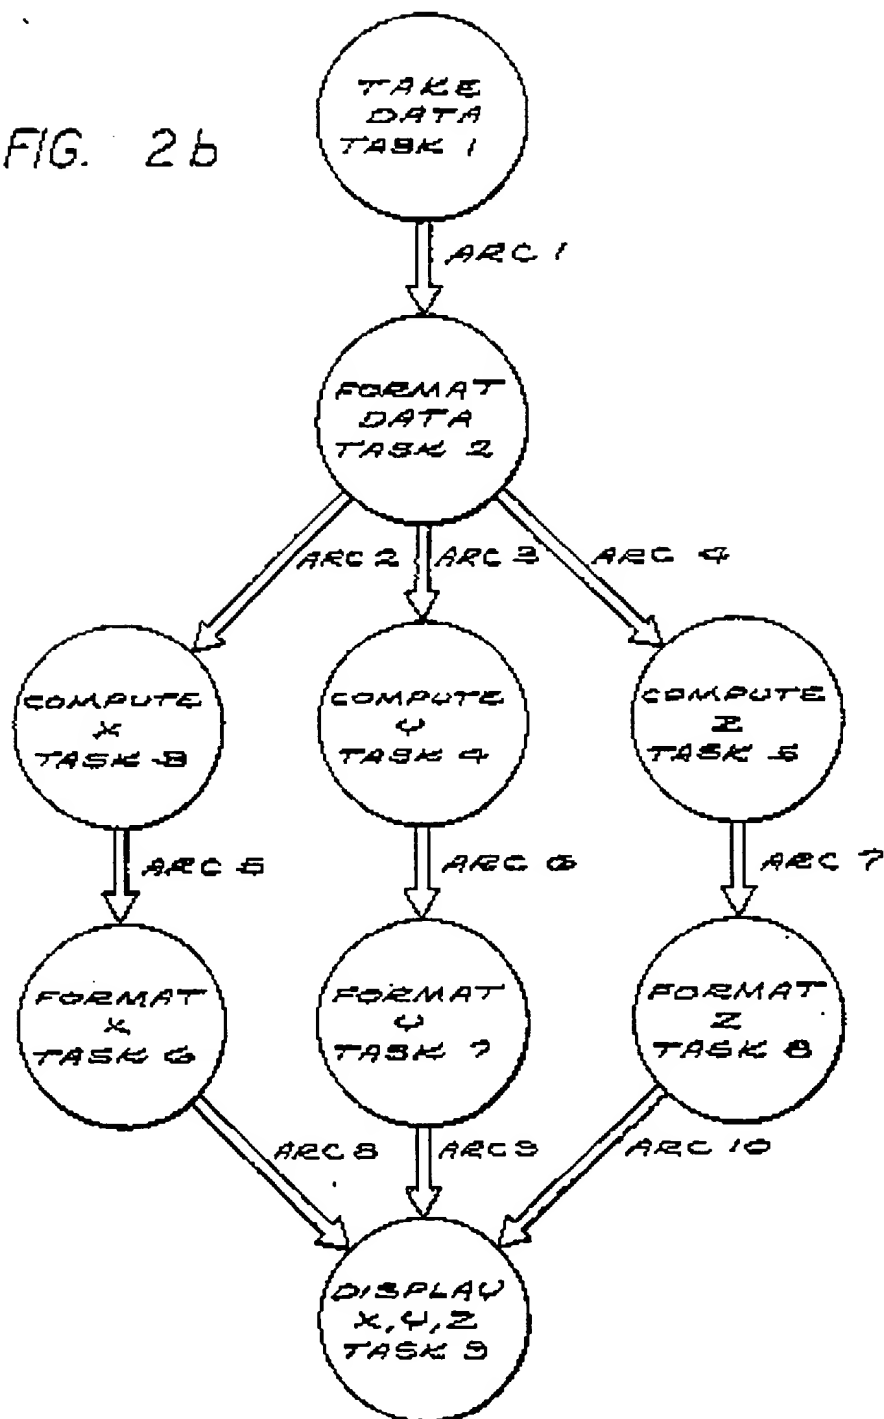 FIG. 2b
TAKE
DATA
TASK 1
ARC 1
FORMAT
DATA
TASK 2
ARC 2
ARC 3
ARC 4
COMPUTE
X
TASK 3
COMPUTE
Y
TASK 4
COMPUTE
Z
TASK 5
ARC 5
ARC 6
ARC 7
FORMAT
X
TASK 6
FORMAT
Y
TASK 7
FORMAT
Z
TASK 8
ARC 8
ARC 9
ARC 10
DISPLAY
X, Y, Z
TASK 9